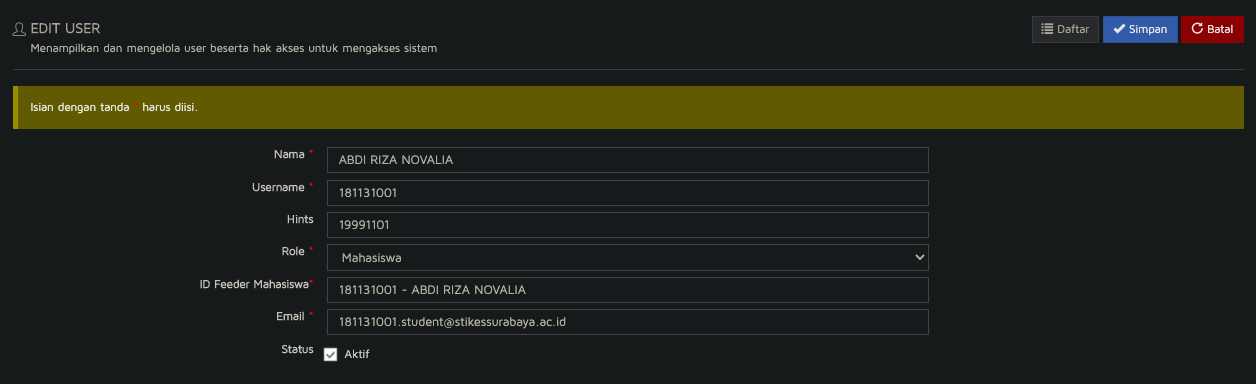 EDIT USER
Menampilkan dan mengelola user beserta hak akses untuk mengakses sistem
Daftar
Simpan
Batal
Isian dengan tanda * harus diisi.
Nama * ABDI RIZA NOVALIA
Username * 181131001
Hints 19991101
Role * Mahasiswa
ID Feeder Mahasiswa* 181131001 - ABDI RIZA NOVALIA
Email * 181131001.student@stikessurabaya.ac.id
Status Aktif